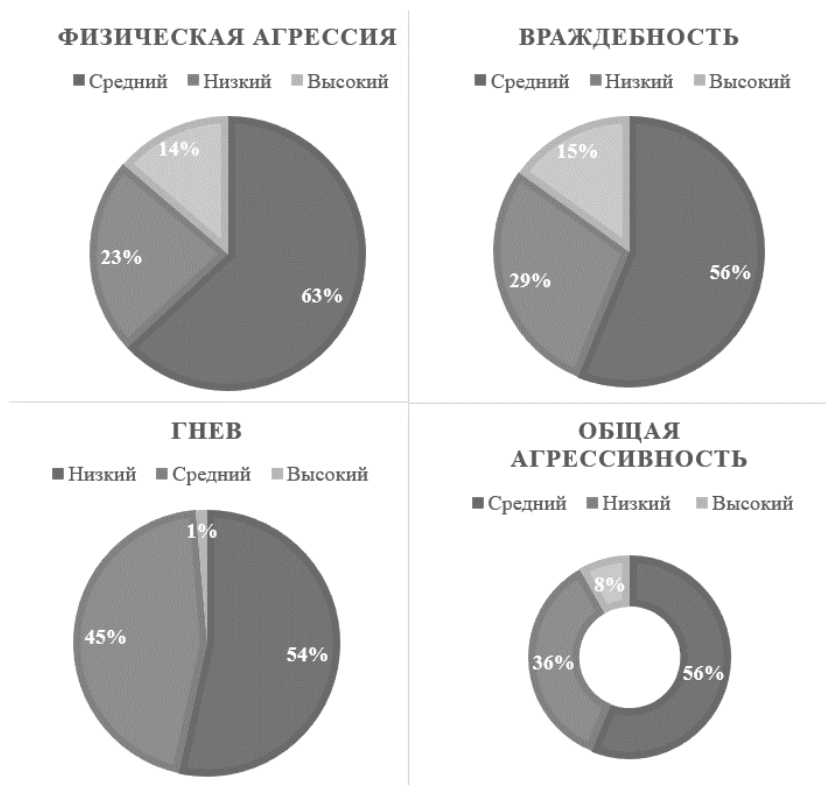 ФИЗИЧЕСКАЯ АГРЕССИЯ
Средний Низкий Высокий
14%
23%
63%
ВРАЖДЕБНОСТЬ
Средний Низкий Высокий
15%
29%
56%
ГНЕВ
Низкий Средний Высокий
1%
45%
54%
ОБЩАЯ
АГРЕССИВНОСТЬ
Средний Низкий Высокий
8%
36%
56%